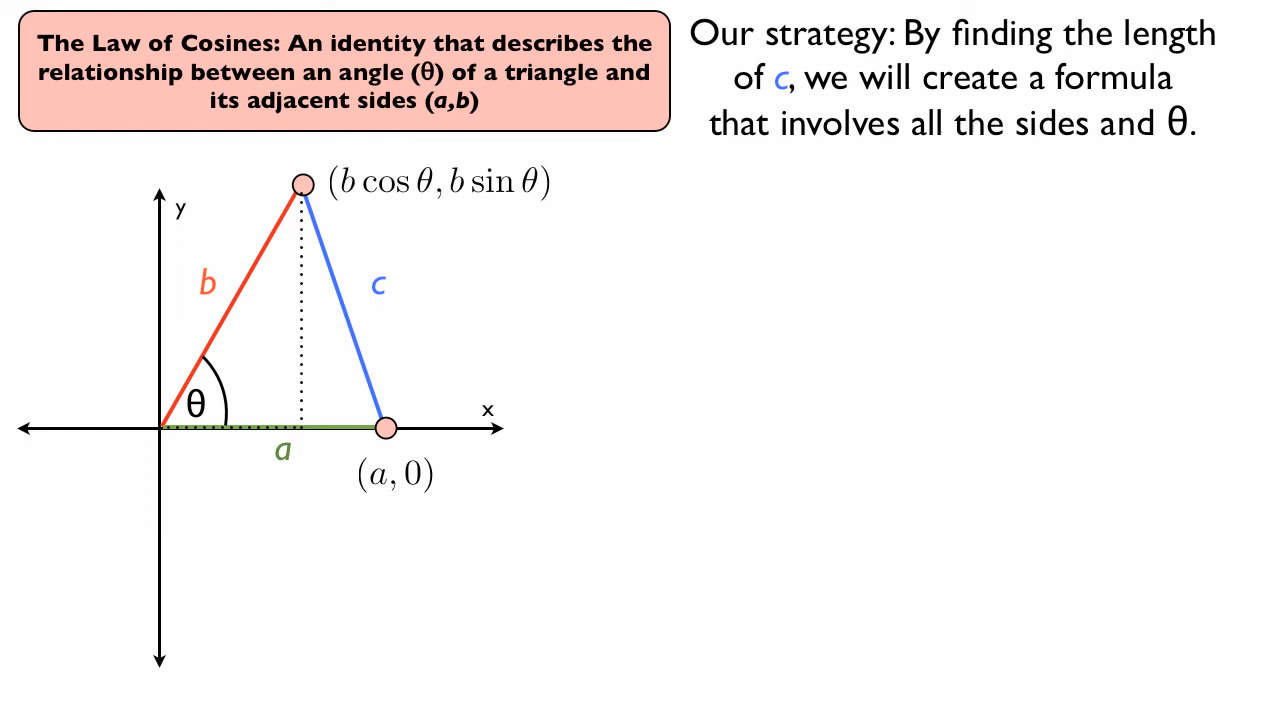 The Law of Cosines: An identity that describes the
relationship between an angle (θ) of a triangle and
its adjacent sides (a,b)
Our strategy: By finding the length
of c, we will create a formula
that involves all the sides and θ.
(b cos θ, b sin θ)
y
b
c
θ
x
a
(a, 0)